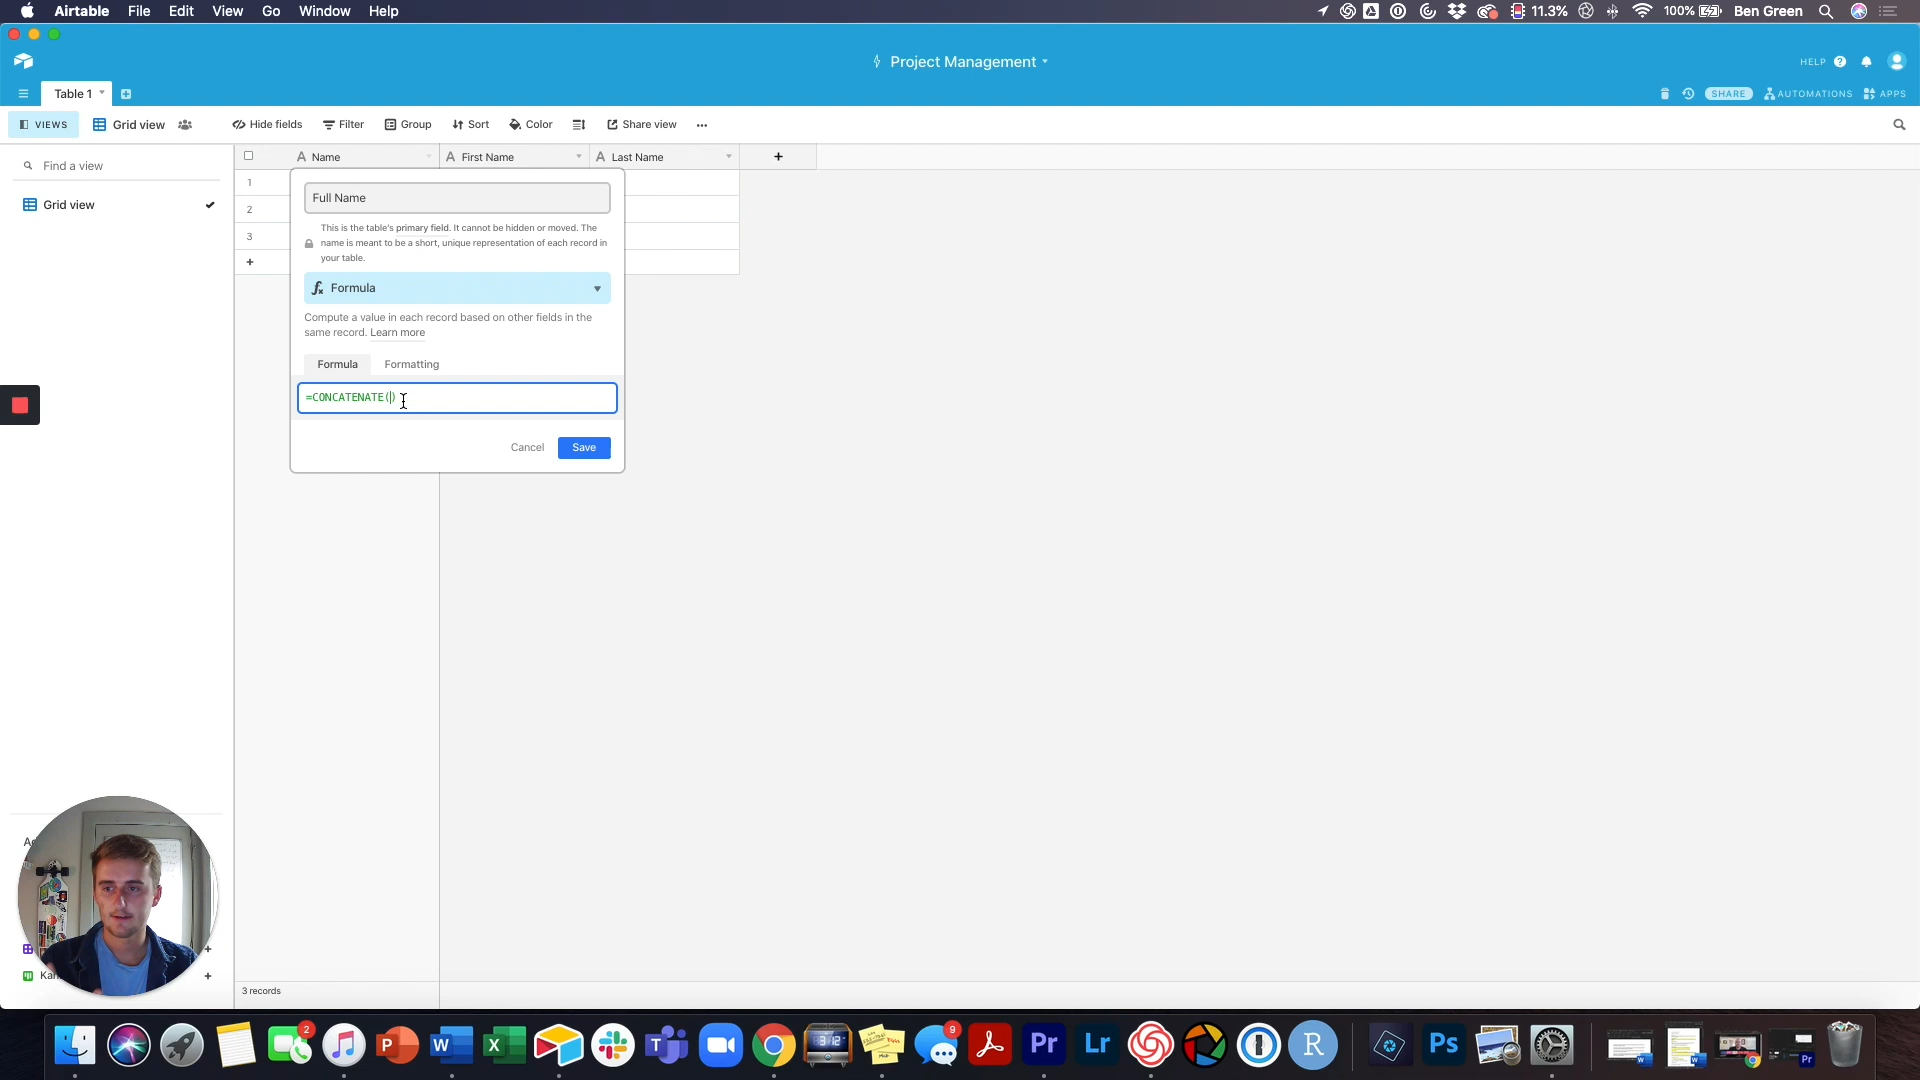 Airtable File Edit View Go Window Help 11.3% 100% Ben Green
Project Management
HELP
Table 1 SHARE AUTOMATIONS APPS
VIEWS Grid view Hide fields Filter Group Sort Color Share view
Find a view
Grid view
A Name A First Name A Last Name +
1
2
3
+
Full Name
This is the table's primary field. It cannot be hidden or moved. The
name is meant to be a short, unique representation of each record in
your table.
Formula
Compute a value in each record based on other fields in the
same record. Learn more
Formula Formatting
=CONCATENATE()
Cancel Save
+
+
3 records
2 9
P W X Pr Lr R Ps